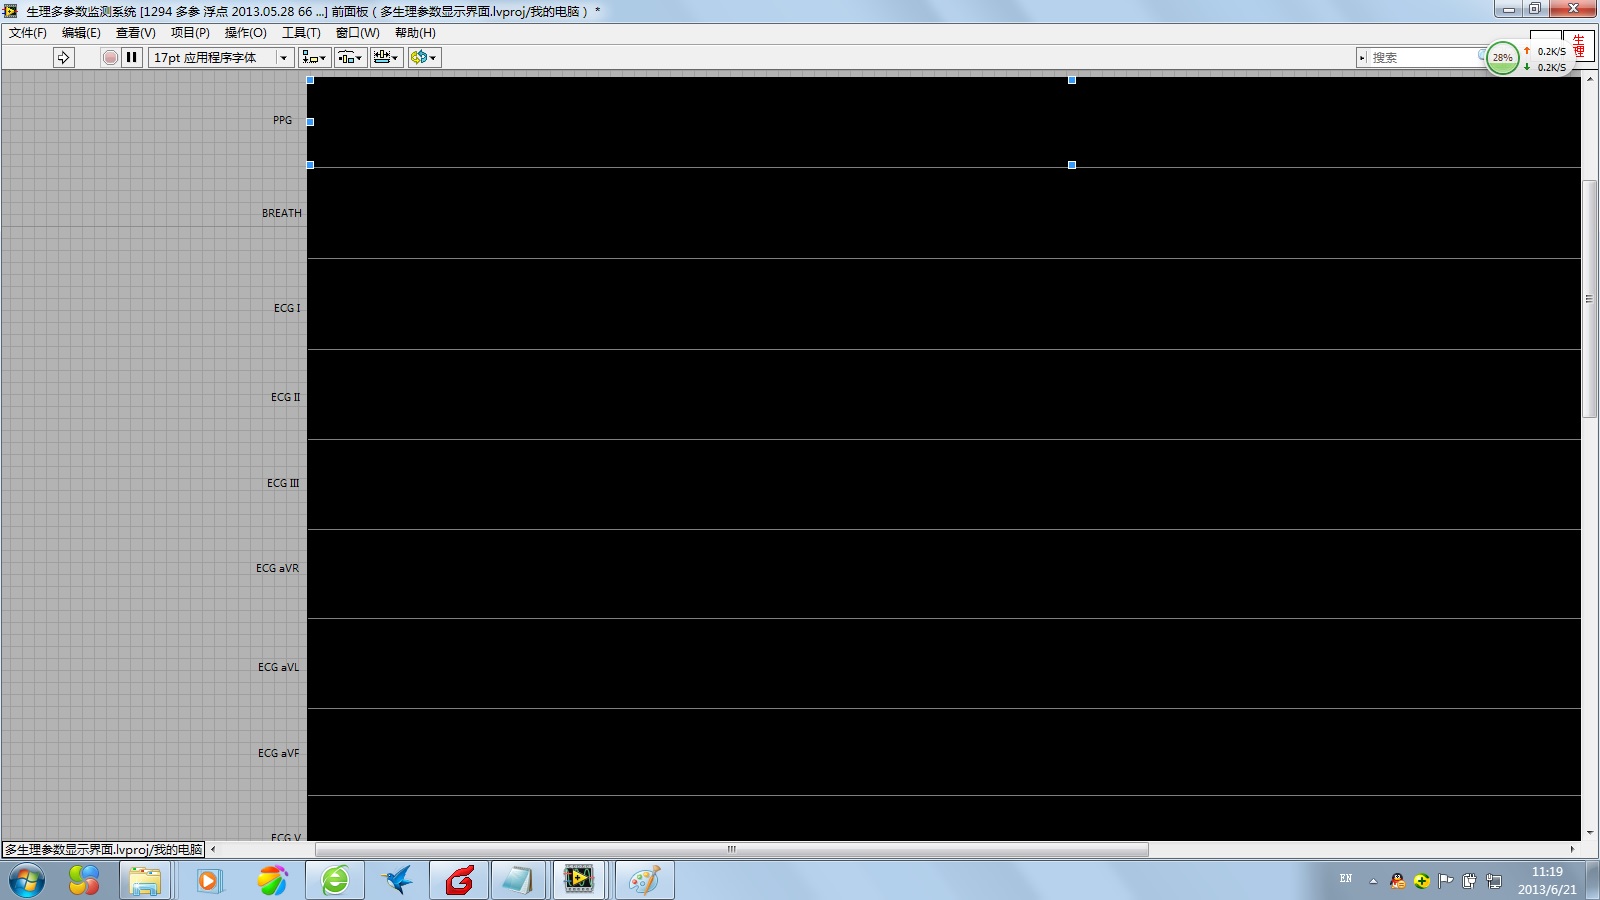 生理多参数监测系统 [1294 多参 浮点 2013.05.28 66 ...] 前面板（多生理参数显示界面.lvproj/我的电脑） *
文件(F) 编辑(E) 查看(V) 项目(P) 操作(O) 工具(T) 窗口(W) 帮助(H)
17pt 应用程序字体
搜索
28%
0.2K/S
0.2K/S
生
理
PPG
BREATH
ECG I
ECG II
ECG III
ECG aVR
ECG aVL
ECG aVF
ECG V
多生理参数显示界面.lvproj/我的电脑
EN
11:19
2013/6/21